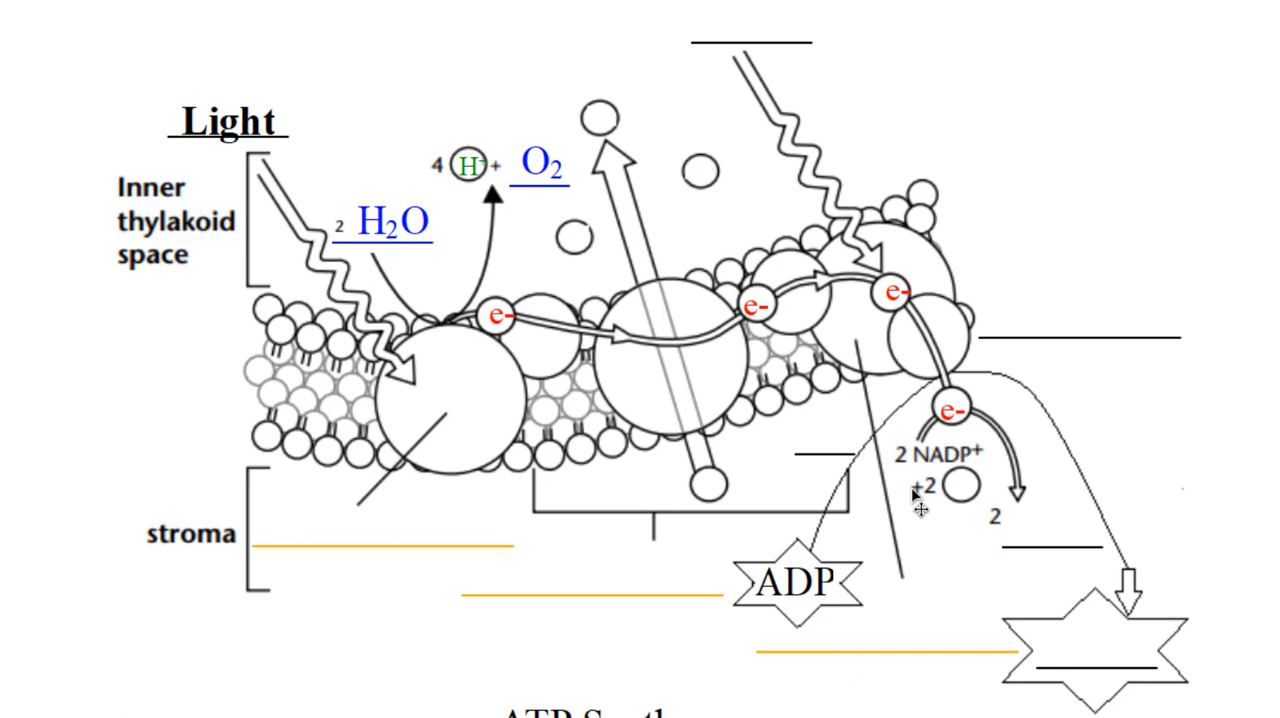 Light
Inner
thylakoid
space
4 H+ + O2
2 H2O
e-
e-
e-
e-
2 NADP+
+2
2
stroma
ADP